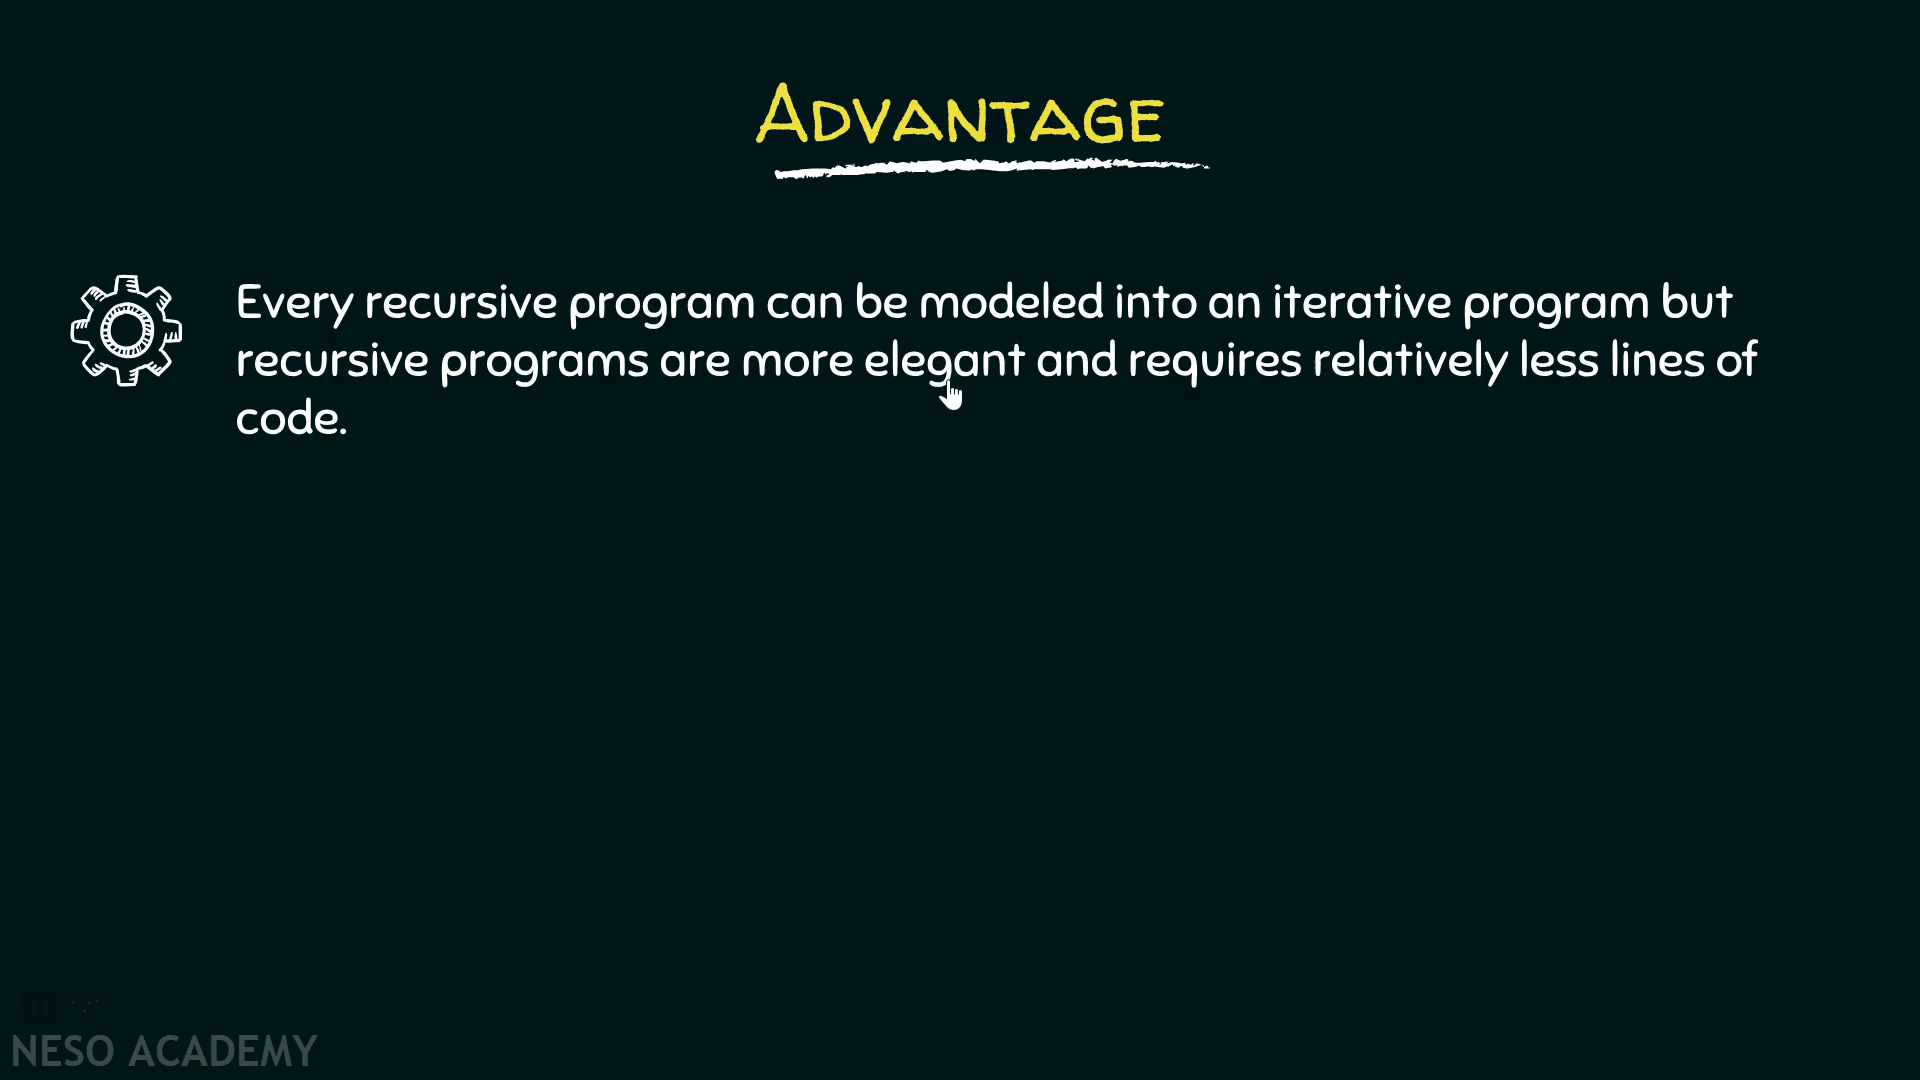 ADVANTAGE
Every recursive program can be modeled into an iterative program but
recursive programs are more elegant and requires relatively less lines of
code.
NESO ACADEMY